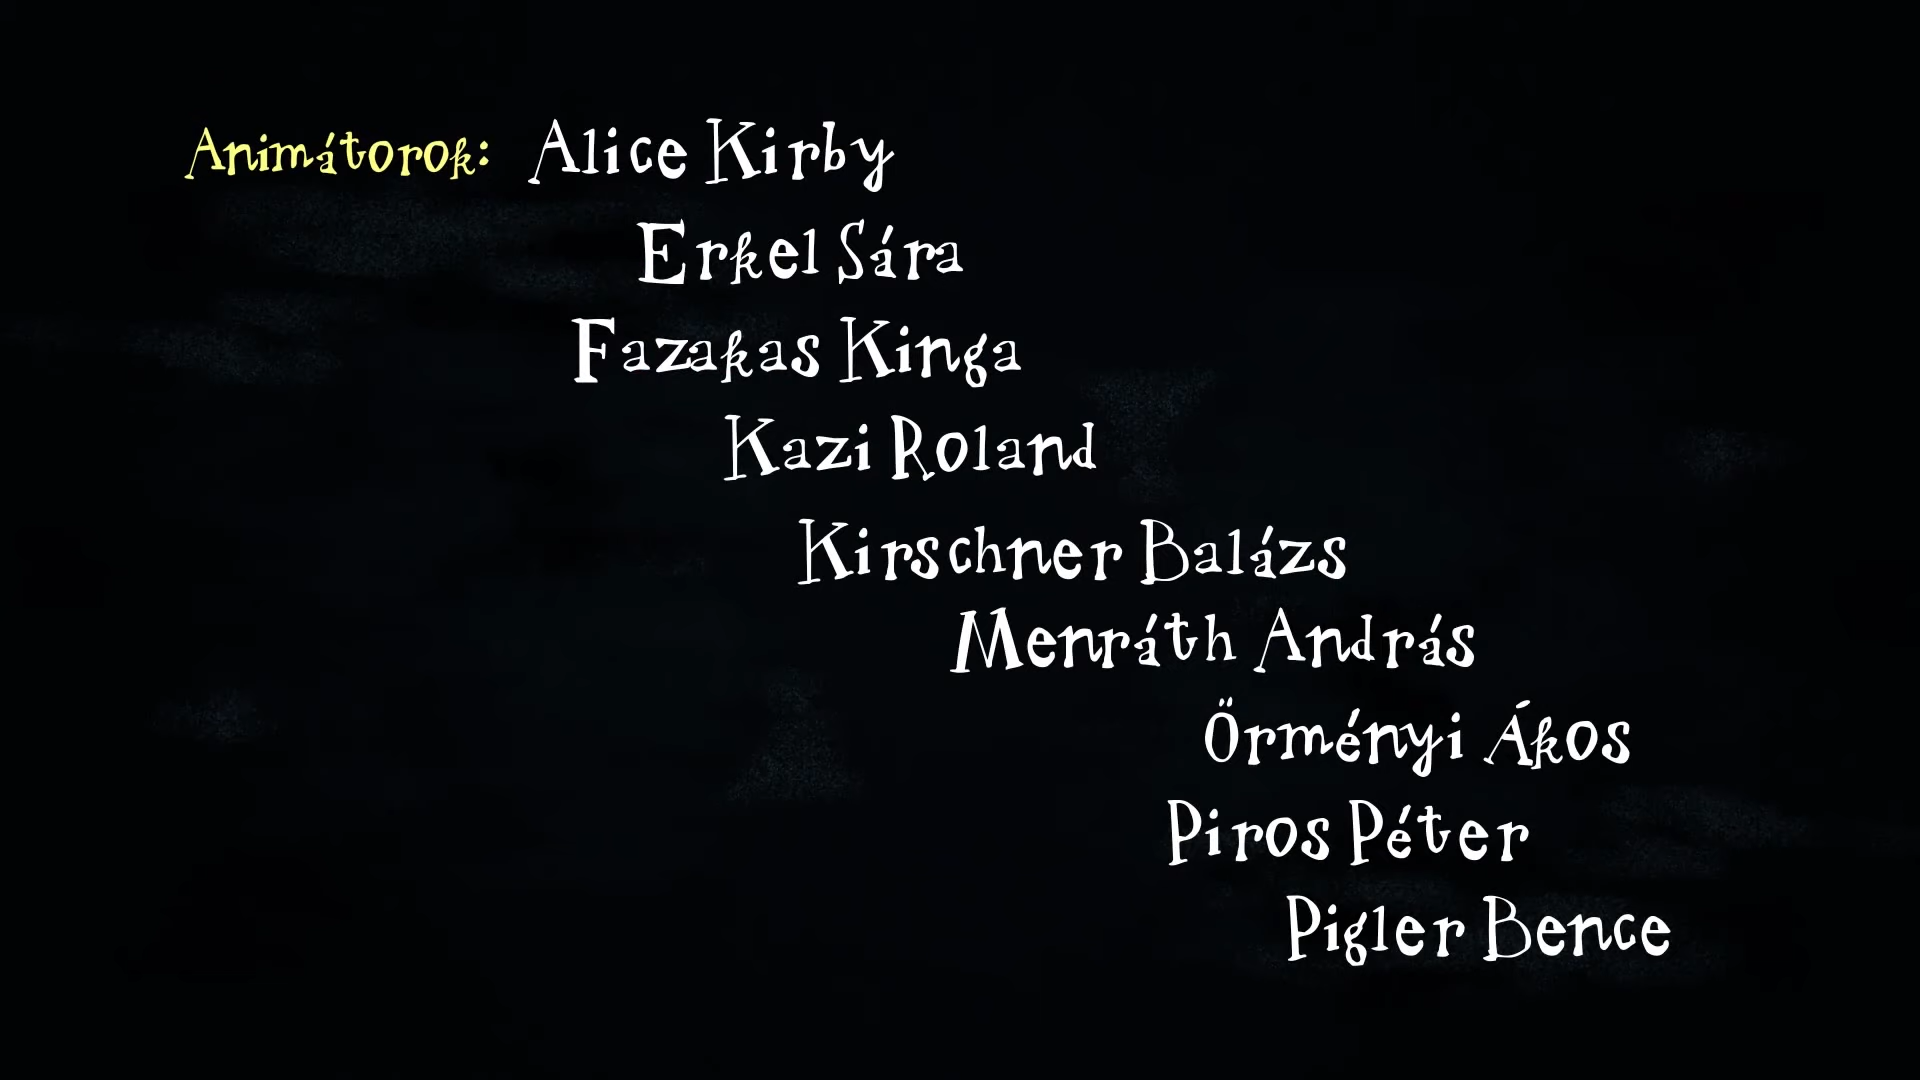 Animátorok: Alice Kirby
Erkel Sára
Fazakas Kinga
Kazi Roland
Kirschner Balázs
Menráth András
Örményi Ákos
Piros Péter
Pigler Bence